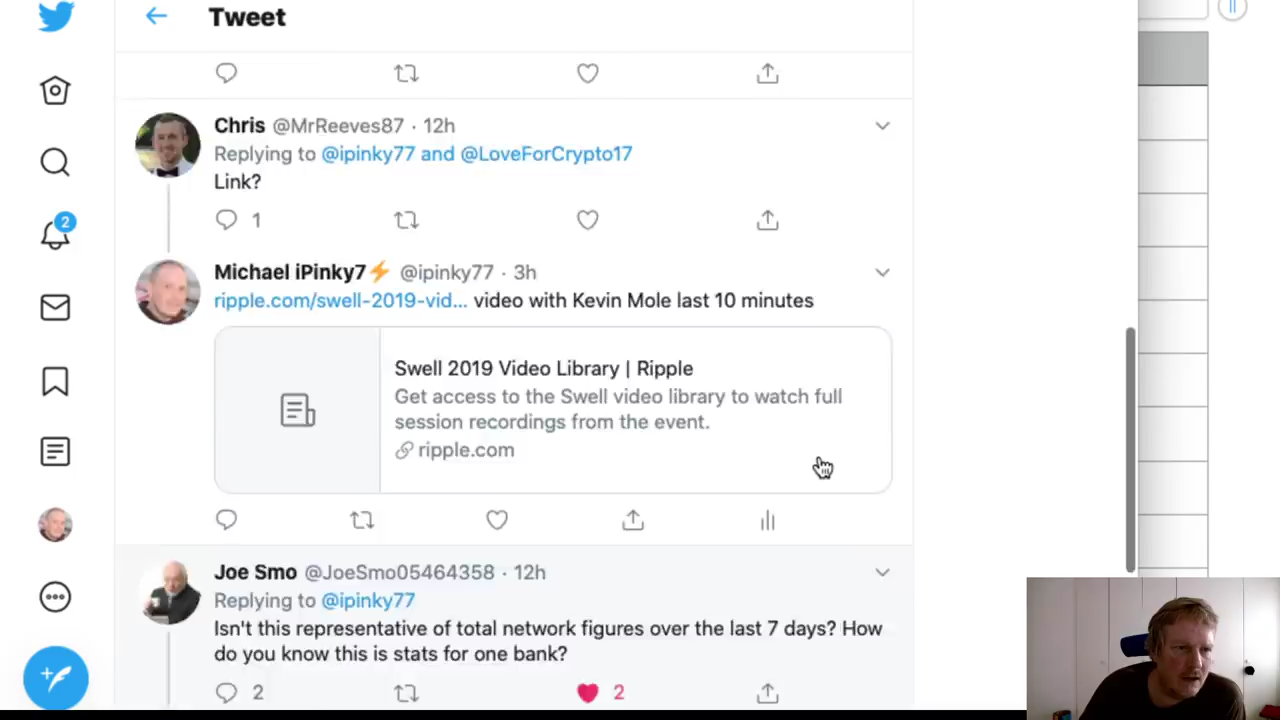 Tweet
Chris @MrReeves87 · 12h
Replying to @ipinky77 and @LoveForCrypto17
Link?
1
2
Michael iPinky7⚡ @ipinky77 · 3h
ripple.com/swell-2019-vid... video with Kevin Mole last 10 minutes
Swell 2019 Video Library | Ripple
Get access to the Swell video library to watch full
session recordings from the event.
ripple.com
Joe Smo @JoeSmo05464358 · 12h
Replying to @ipinky77
Isn't this representative of total network figures over the last 7 days? How
do you know this is stats for one bank?
2 2